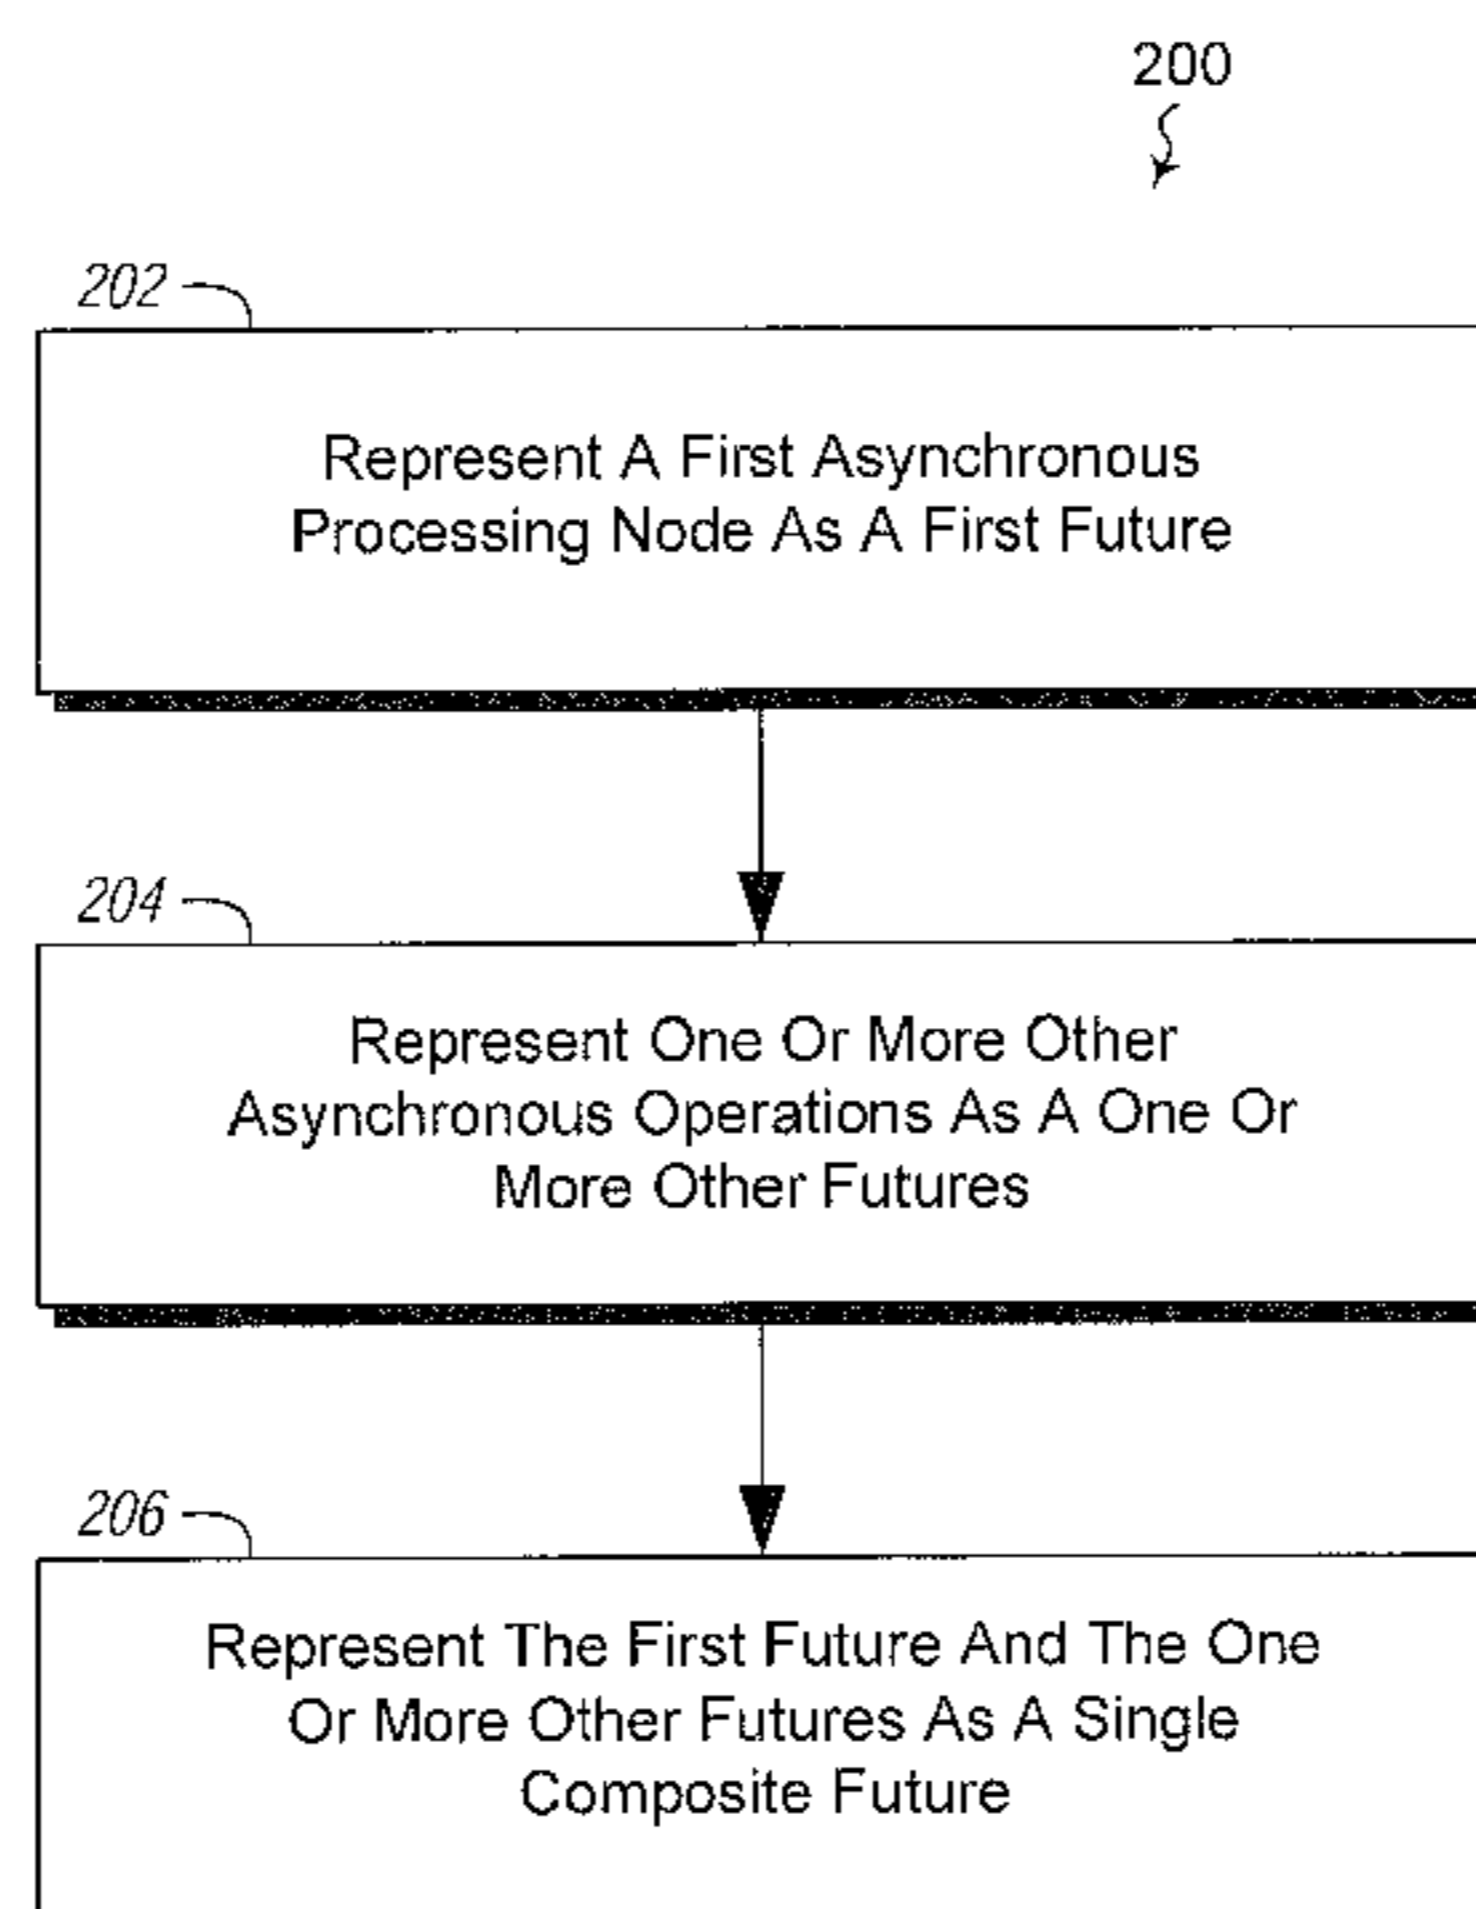 200
202
Represent A First Asynchronous
Processing Node As A First Future
204
Represent One Or More Other
Asynchronous Operations As A One Or
More Other Futures
206
Represent The First Future And The One
Or More Other Futures As A Single
Composite Future